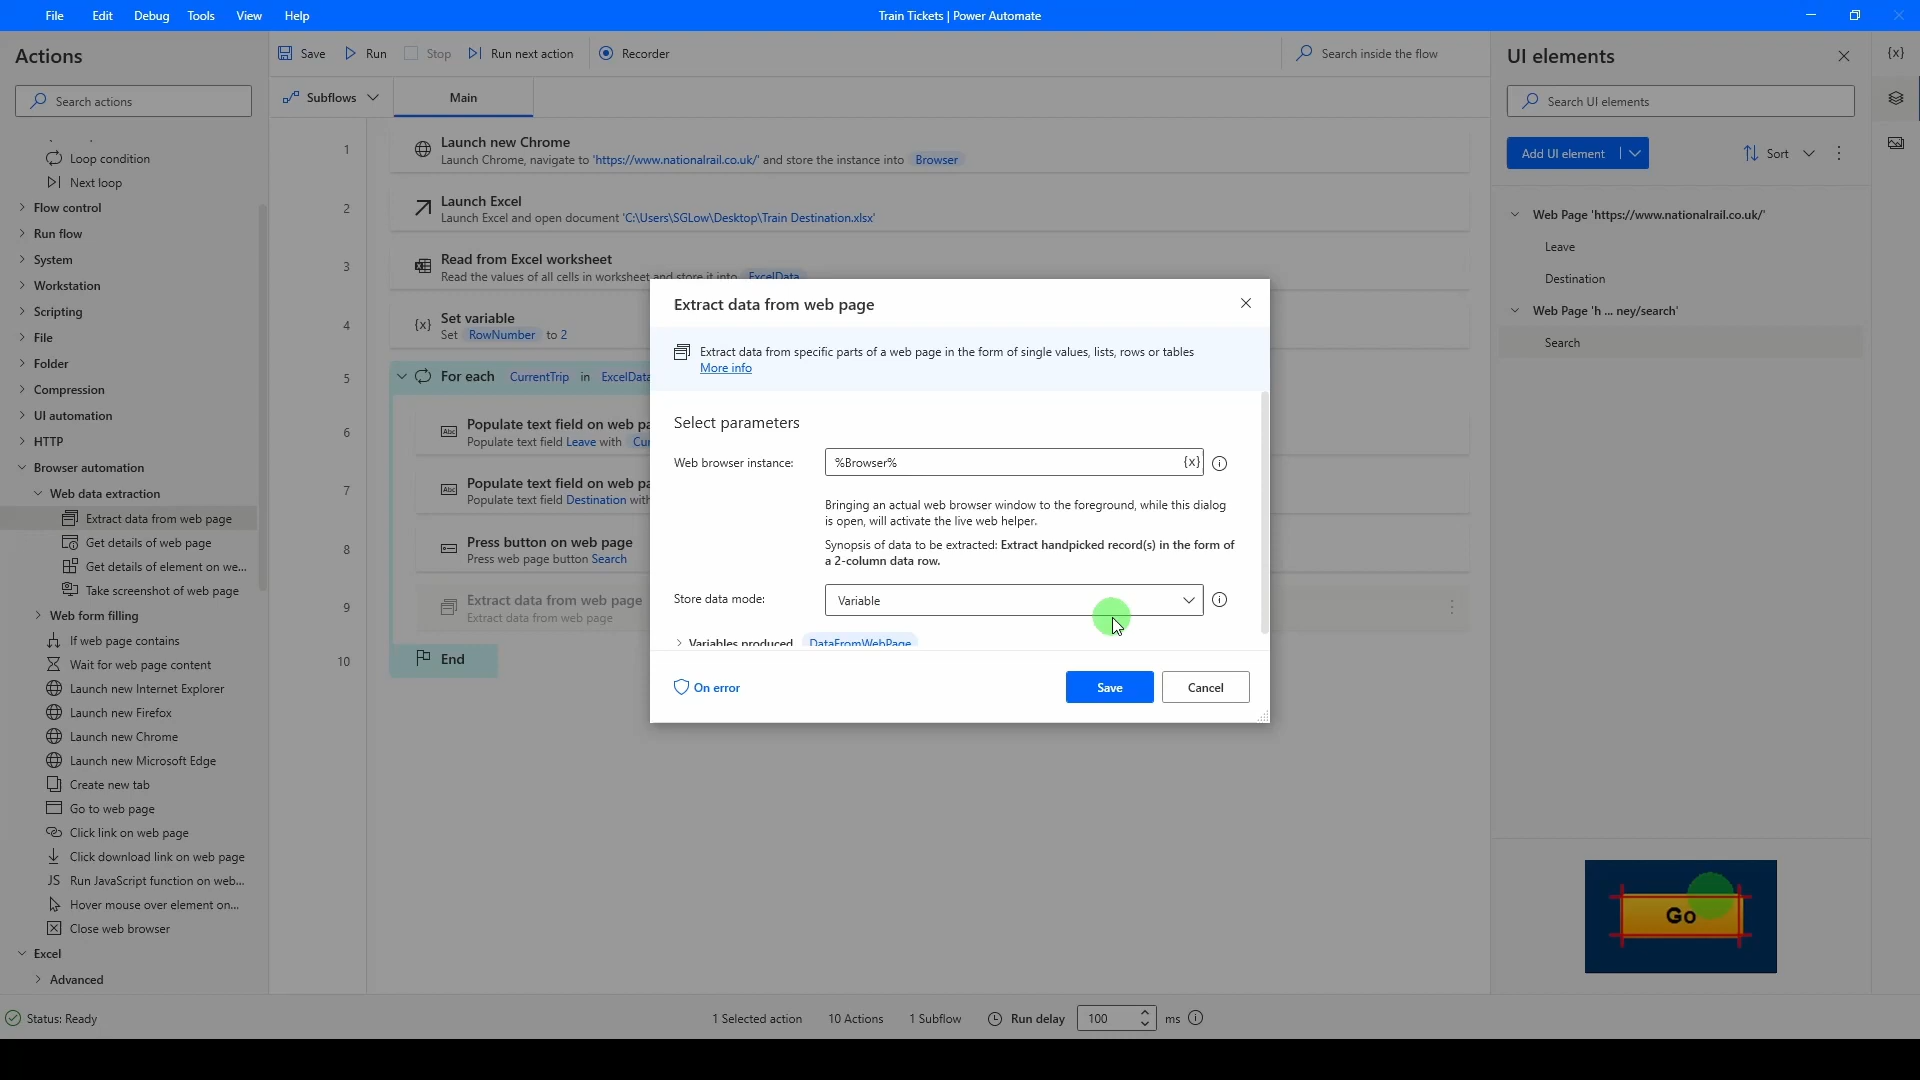 File Edit Debug Tools View Help
Train Tickets | Power Automate
Actions
Search actions
Loop condition
Next loop
Flow control
Run flow
System
Workstation
Scripting
File
Folder
Compression
UI automation
HTTP
Browser automation
Web data extraction
Extract data from web page
Get details of web page
Get details of element on we...
Take screenshot of web page
Web form filling
If web page contains
Wait for web page content
Launch new Internet Explorer
Launch new Firefox
Launch new Chrome
Launch new Microsoft Edge
Create new tab
Go to web page
Click link on web page
Click download link on web page
JS Run JavaScript function on web...
Hover mouse over element on...
Close web browser
Excel
Advanced
Save Run Stop Run next action Recorder
Search inside the flow
Subflows Main
1 Launch new Chrome
Launch Chrome, navigate to 'https://www.nationalrail.co.uk/' and store the instance into Browser
2 Launch Excel
Launch Excel and open document 'C:\Users\SGLow\Desktop\Train Destination.xlsx'
3 Read from Excel worksheet
Read the values of all cells in worksheet and store it into ExcelData
4 {x} Set variable
Set RowNumber to 2
5 For each CurrentTrip in ExcelData
6 Abc Populate text field on web pa
Populate text field Leave with Cur
7 Abc Populate text field on web pa
Populate text field Destination with
8 Press button on web page
Press web page button Search
9 Extract data from web page
Extract data from web page
10 End
Extract data from web page
Extract data from specific parts of a web page in the form of single values, lists, rows or tables
More info
Select parameters
Web browser instance: %Browser% {x}
Bringing an actual web browser window to the foreground, while this dialog
is open, will activate the live web helper.
Synopsis of data to be extracted: Extract handpicked record(s) in the form of
a 2-column data row.
Store data mode: Variable
Variables produced DataFromWebPage
On error
Save Cancel
UI elements
{x}
Search UI elements
Add UI element Sort
Web Page 'https://www.nationalrail.co.uk/'
Leave
Destination
Web Page 'h ... ney/search'
Search
Go
Status: Ready
1 Selected action 10 Actions 1 Subflow Run delay 100 ms